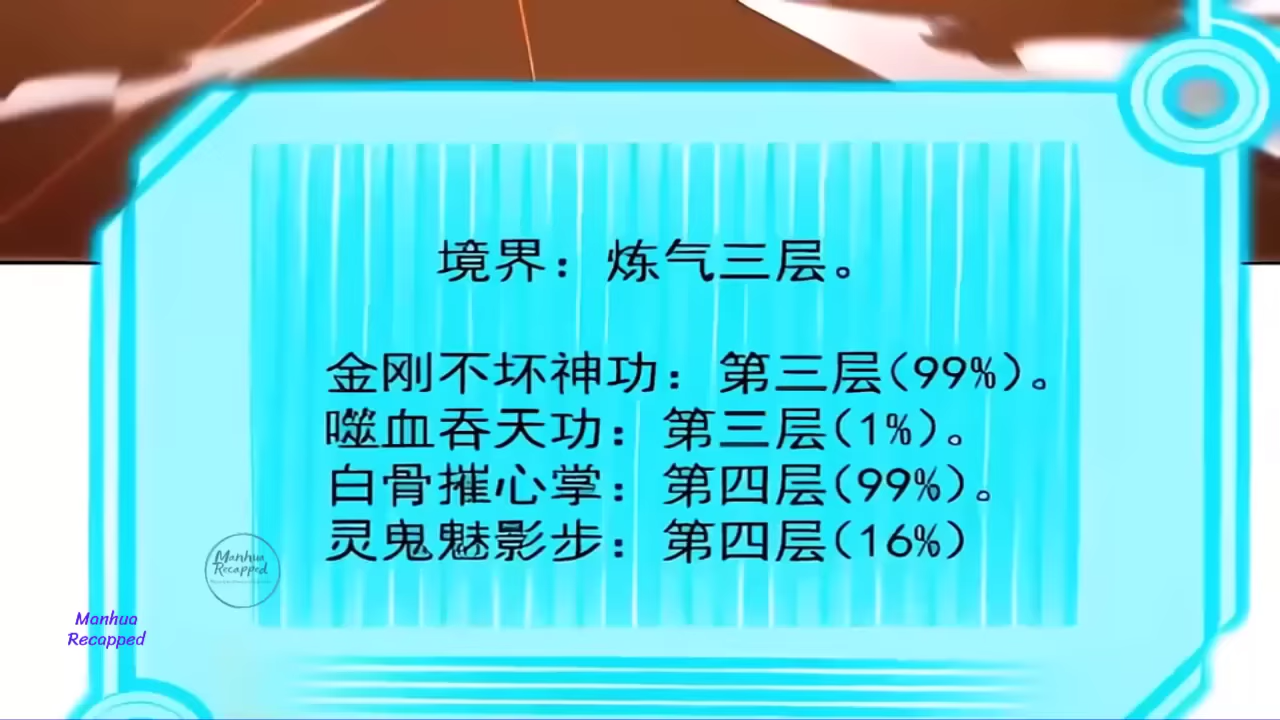 境界：炼气三层。
金刚不坏神功：第三层(99%)。
噬血吞天功：第三层(1%)。
白骨摧心掌：第四层(99%)。
灵鬼魅影步：第四层(16%)
Manhua
Recapped
Manhua
Recapped